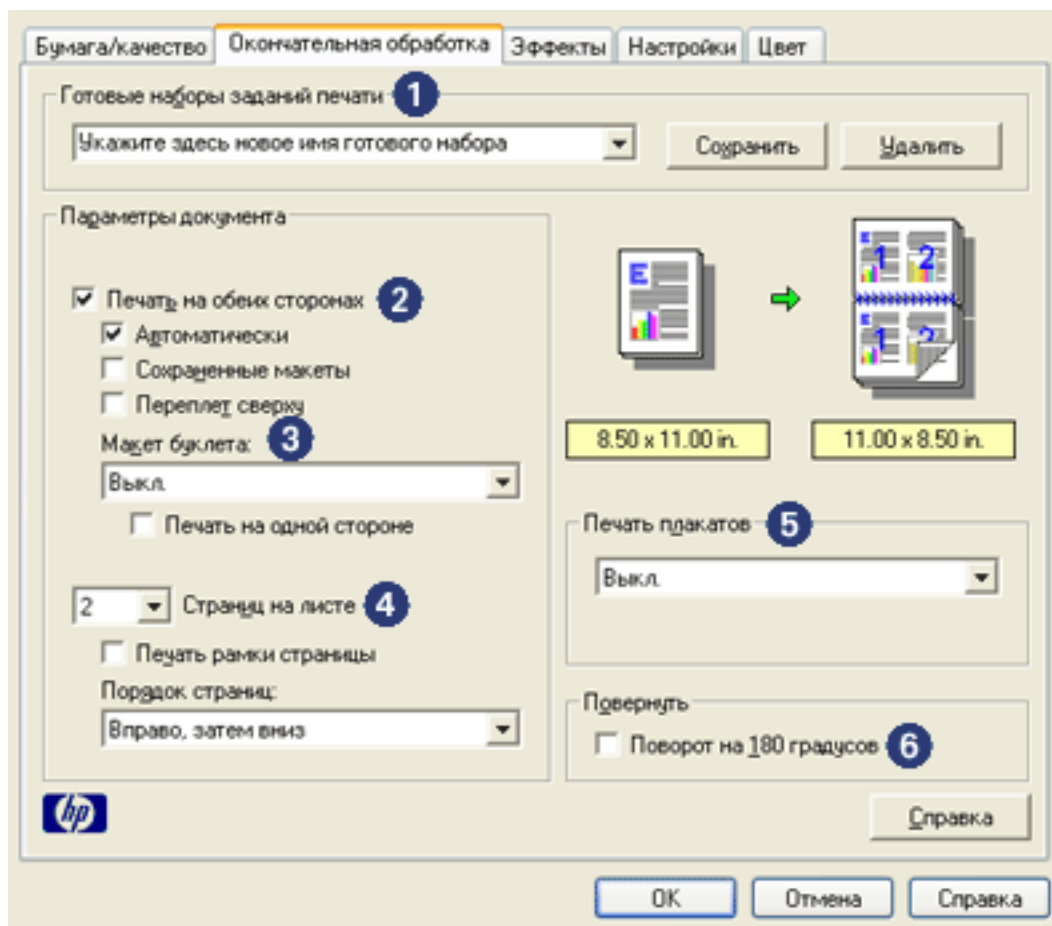 Бумага/качество Окончательная обработка Эффекты Настройки Цвет
Готовые наборы заданий печати 1
Укажите здесь новое имя готового набора Сохранить Удалить
Параметры документа
Печать на обеих сторонах 2
Автоматически
Сохраненные макеты
Переплет сверху
Макет буклета: 3
Выкл.
Печать на одной стороне
2 Страниц на листе 4
Печать рамки страницы
Порядок страниц:
Вправо, затем вниз
E
E 1 2
E 1 2
8.50 x 11.00 in. 11.00 x 8.50 in.
Печать плакатов 5
Выкл.
Повернуть
Поворот на 180 градусов 6
hp
Справка
OK Отмена Справка